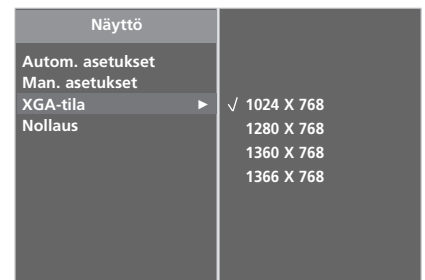 Näyttö
Autom. asetukset
Man. asetukset
XGA-tila ►
Nollaus
√ 1024 X 768
1280 X 768
1360 X 768
1366 X 768